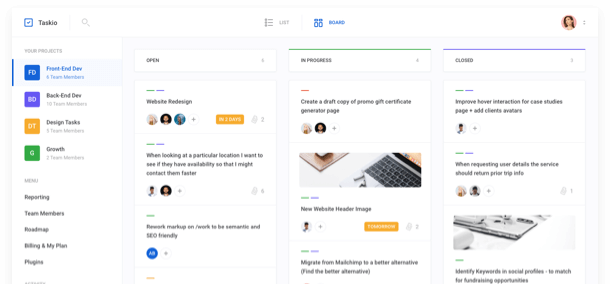 Taskio
LIST
BOARD
YOUR PROJECTS
FD
Front-End Dev
6 Team Members
BD
Back-End Dev
19 Team Members
DT
Design Tasks
5 Team Members
G
Growth
2 Team Members
MENU
Reporting
Team Members
Roadmap
Billing & My Plan
Plugins
OPEN
Website Redesign
+
IN 2 DAYS
2
When looking at a particular location I want
to see if they have availability so that I might
contact them faster
+
6
Rework markup on /work to be semantic and
SEO friendly
AB
+
IN PROGRESS
Create a draft copy of promo gift certificate
generator page
+
New Website Header Image
+
TOMORROW
Migrate from Mailchimp to a better alternative
(Find the better alternative)
CLOSED
Improve hover interaction for case studies
page + add clients avatars
+
When requesting user details the service
should return prior trip info
+
1
Identify Keywords in social profiles - to match
for fundraising outreach